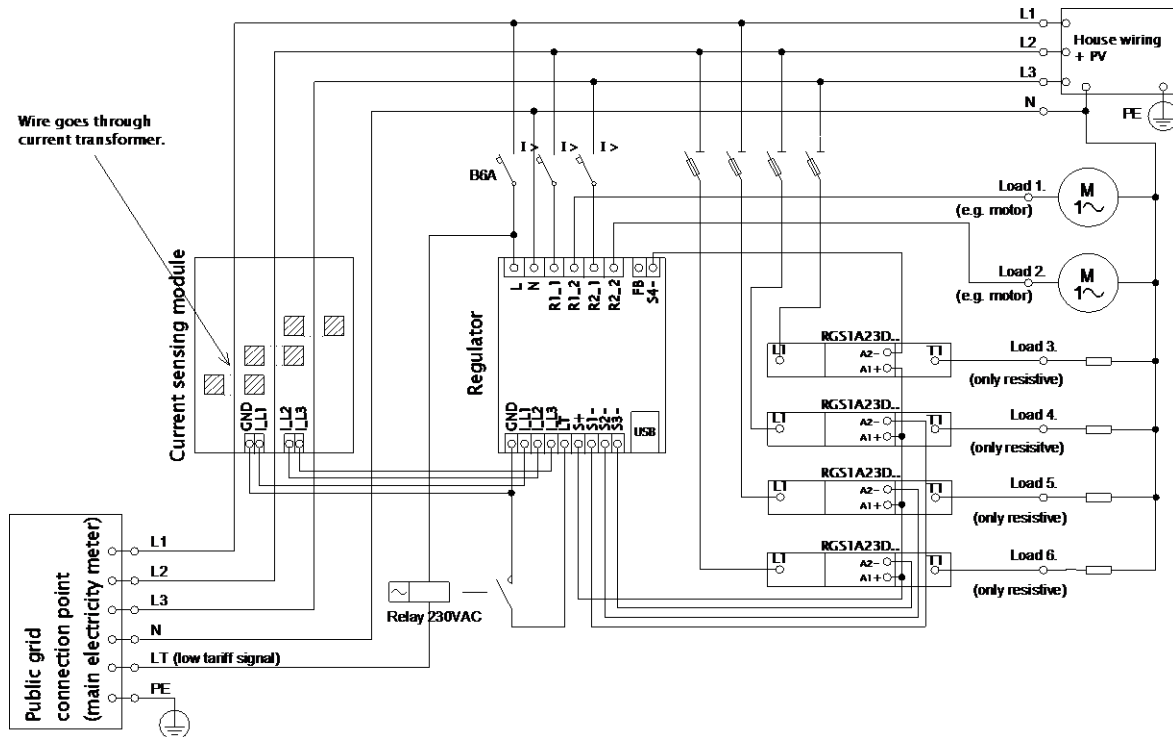 L1
L2
L3
N
House wiring
+ PV
PE
Wire goes through
current transformer.
B6A
I >
I >
Load 1.
(e.g. motor)
M
1~
Load 2.
(e.g. motor)
M
1~
Current sensing module
GND
I_L1
I_L2
I_L3
Regulator
L
N
R1_1
R1_2
R2_1
R2_2
FB
S4-
GND
I_L1
I_L2
I_L3
LT
S+
S1-
S2-
S3-
USB
RGS1A23D..
L1
A2-
A1+
T1
Load 3.
(only resistive)
RGS1A23D..
L1
A2-
A1+
T1
Load 4.
(only resistive)
RGS1A23D..
L1
A2-
A1+
T1
Load 5.
(only resistive)
RGS1A23D..
L1
A2-
A1+
T1
Load 6.
(only resistive)
Relay 230VAC
~
Public grid
connection point
(main electricity meter)
L1
L2
L3
N
LT (low tariff signal)
PE